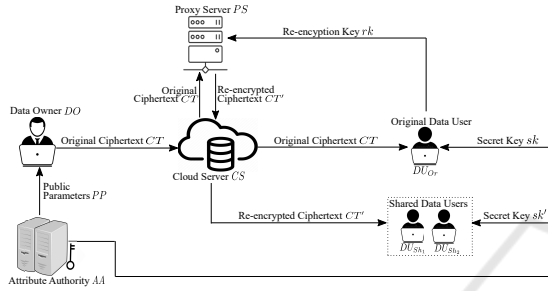 Proxy Server PS
Re-encyption Key rk
Original
Ciphertext CT
Re-encrypted
Ciphertext CT'
Data Owner DO
Original Data User
Original Ciphertext CT
Original Ciphertext CT
Secret Key sk
DU_Or
Cloud Server CS
Public
Parameters PP
Shared Data Users
Re-encrypted Ciphertext CT'
Secret Key sk'
DU_Sh1 DU_Sh2
Attribute Authority AA